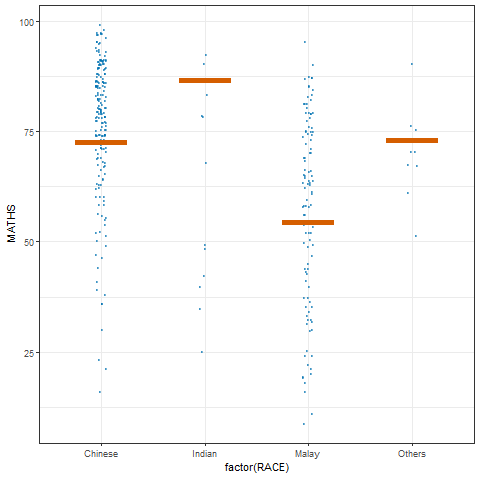 100
75
50
25
MATHS
Chinese
Indian
Malay
Others
factor(RACE)